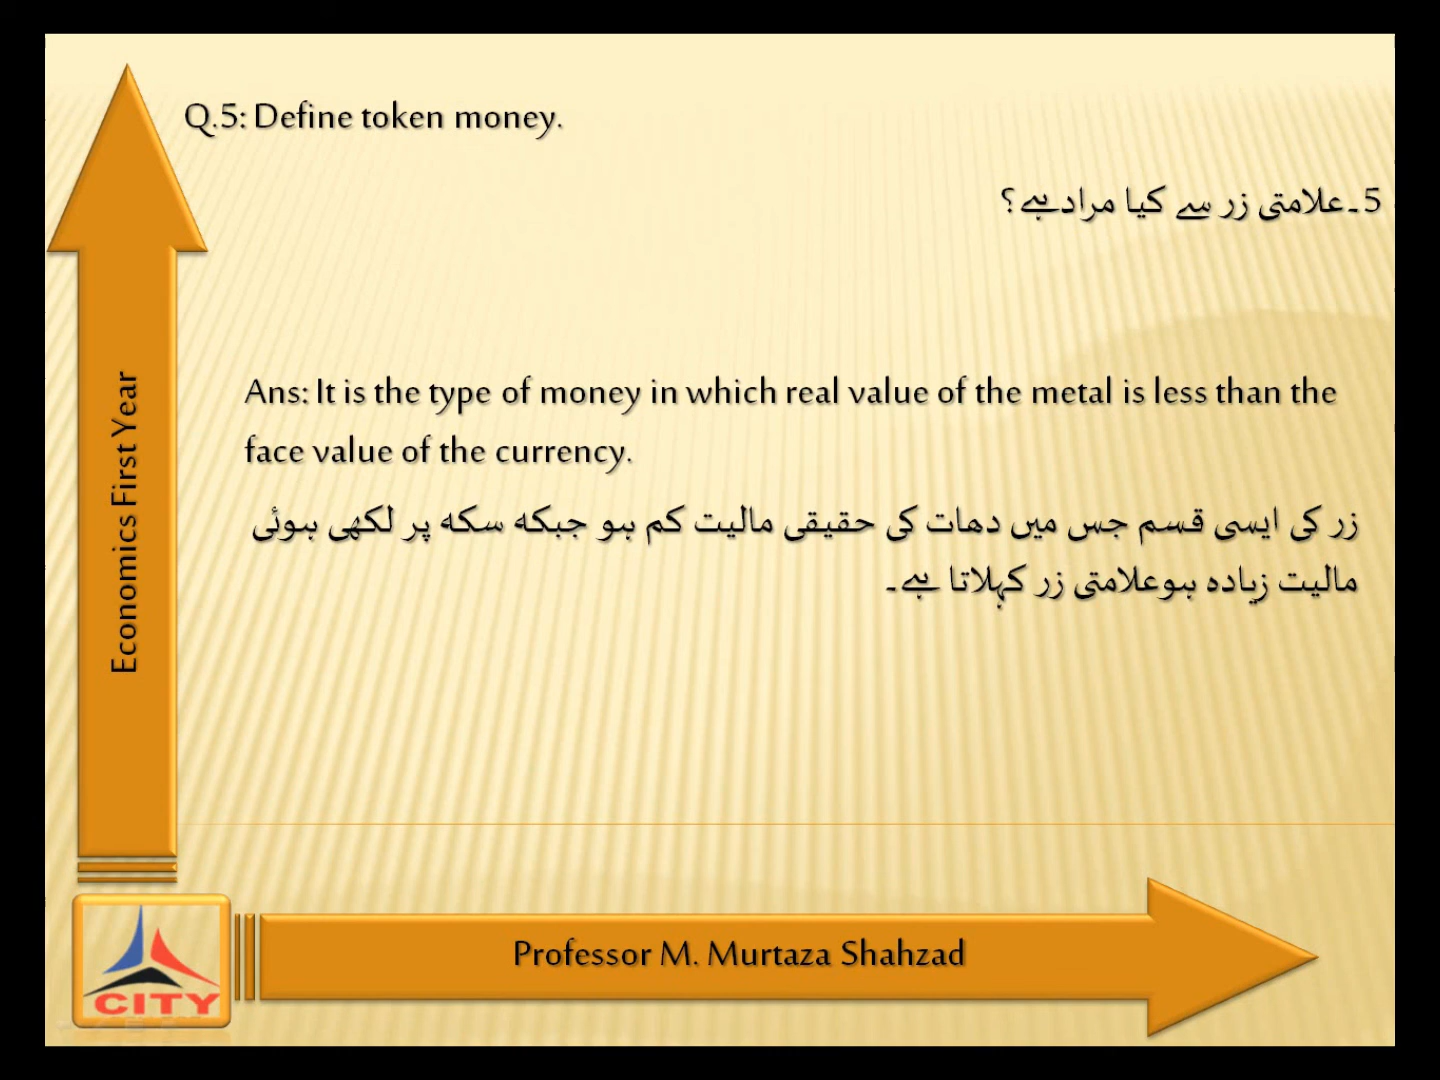 Q.5: Define token money.
5۔علامتی زر سے کیا مرادہے؟
Ans: It is the type of money in which real value of the metal is less than the
face value of the currency.
زر کی ایسی قسم جس میں دھات کی حقیقی مالیت کم ہو جبکہ سکہ پر لکھی ہوئی
مالیت زیادہ ہوعلامتی زر کہلاتا ہے۔
Economics First Year
Professor M. Murtaza Shahzad
CITY